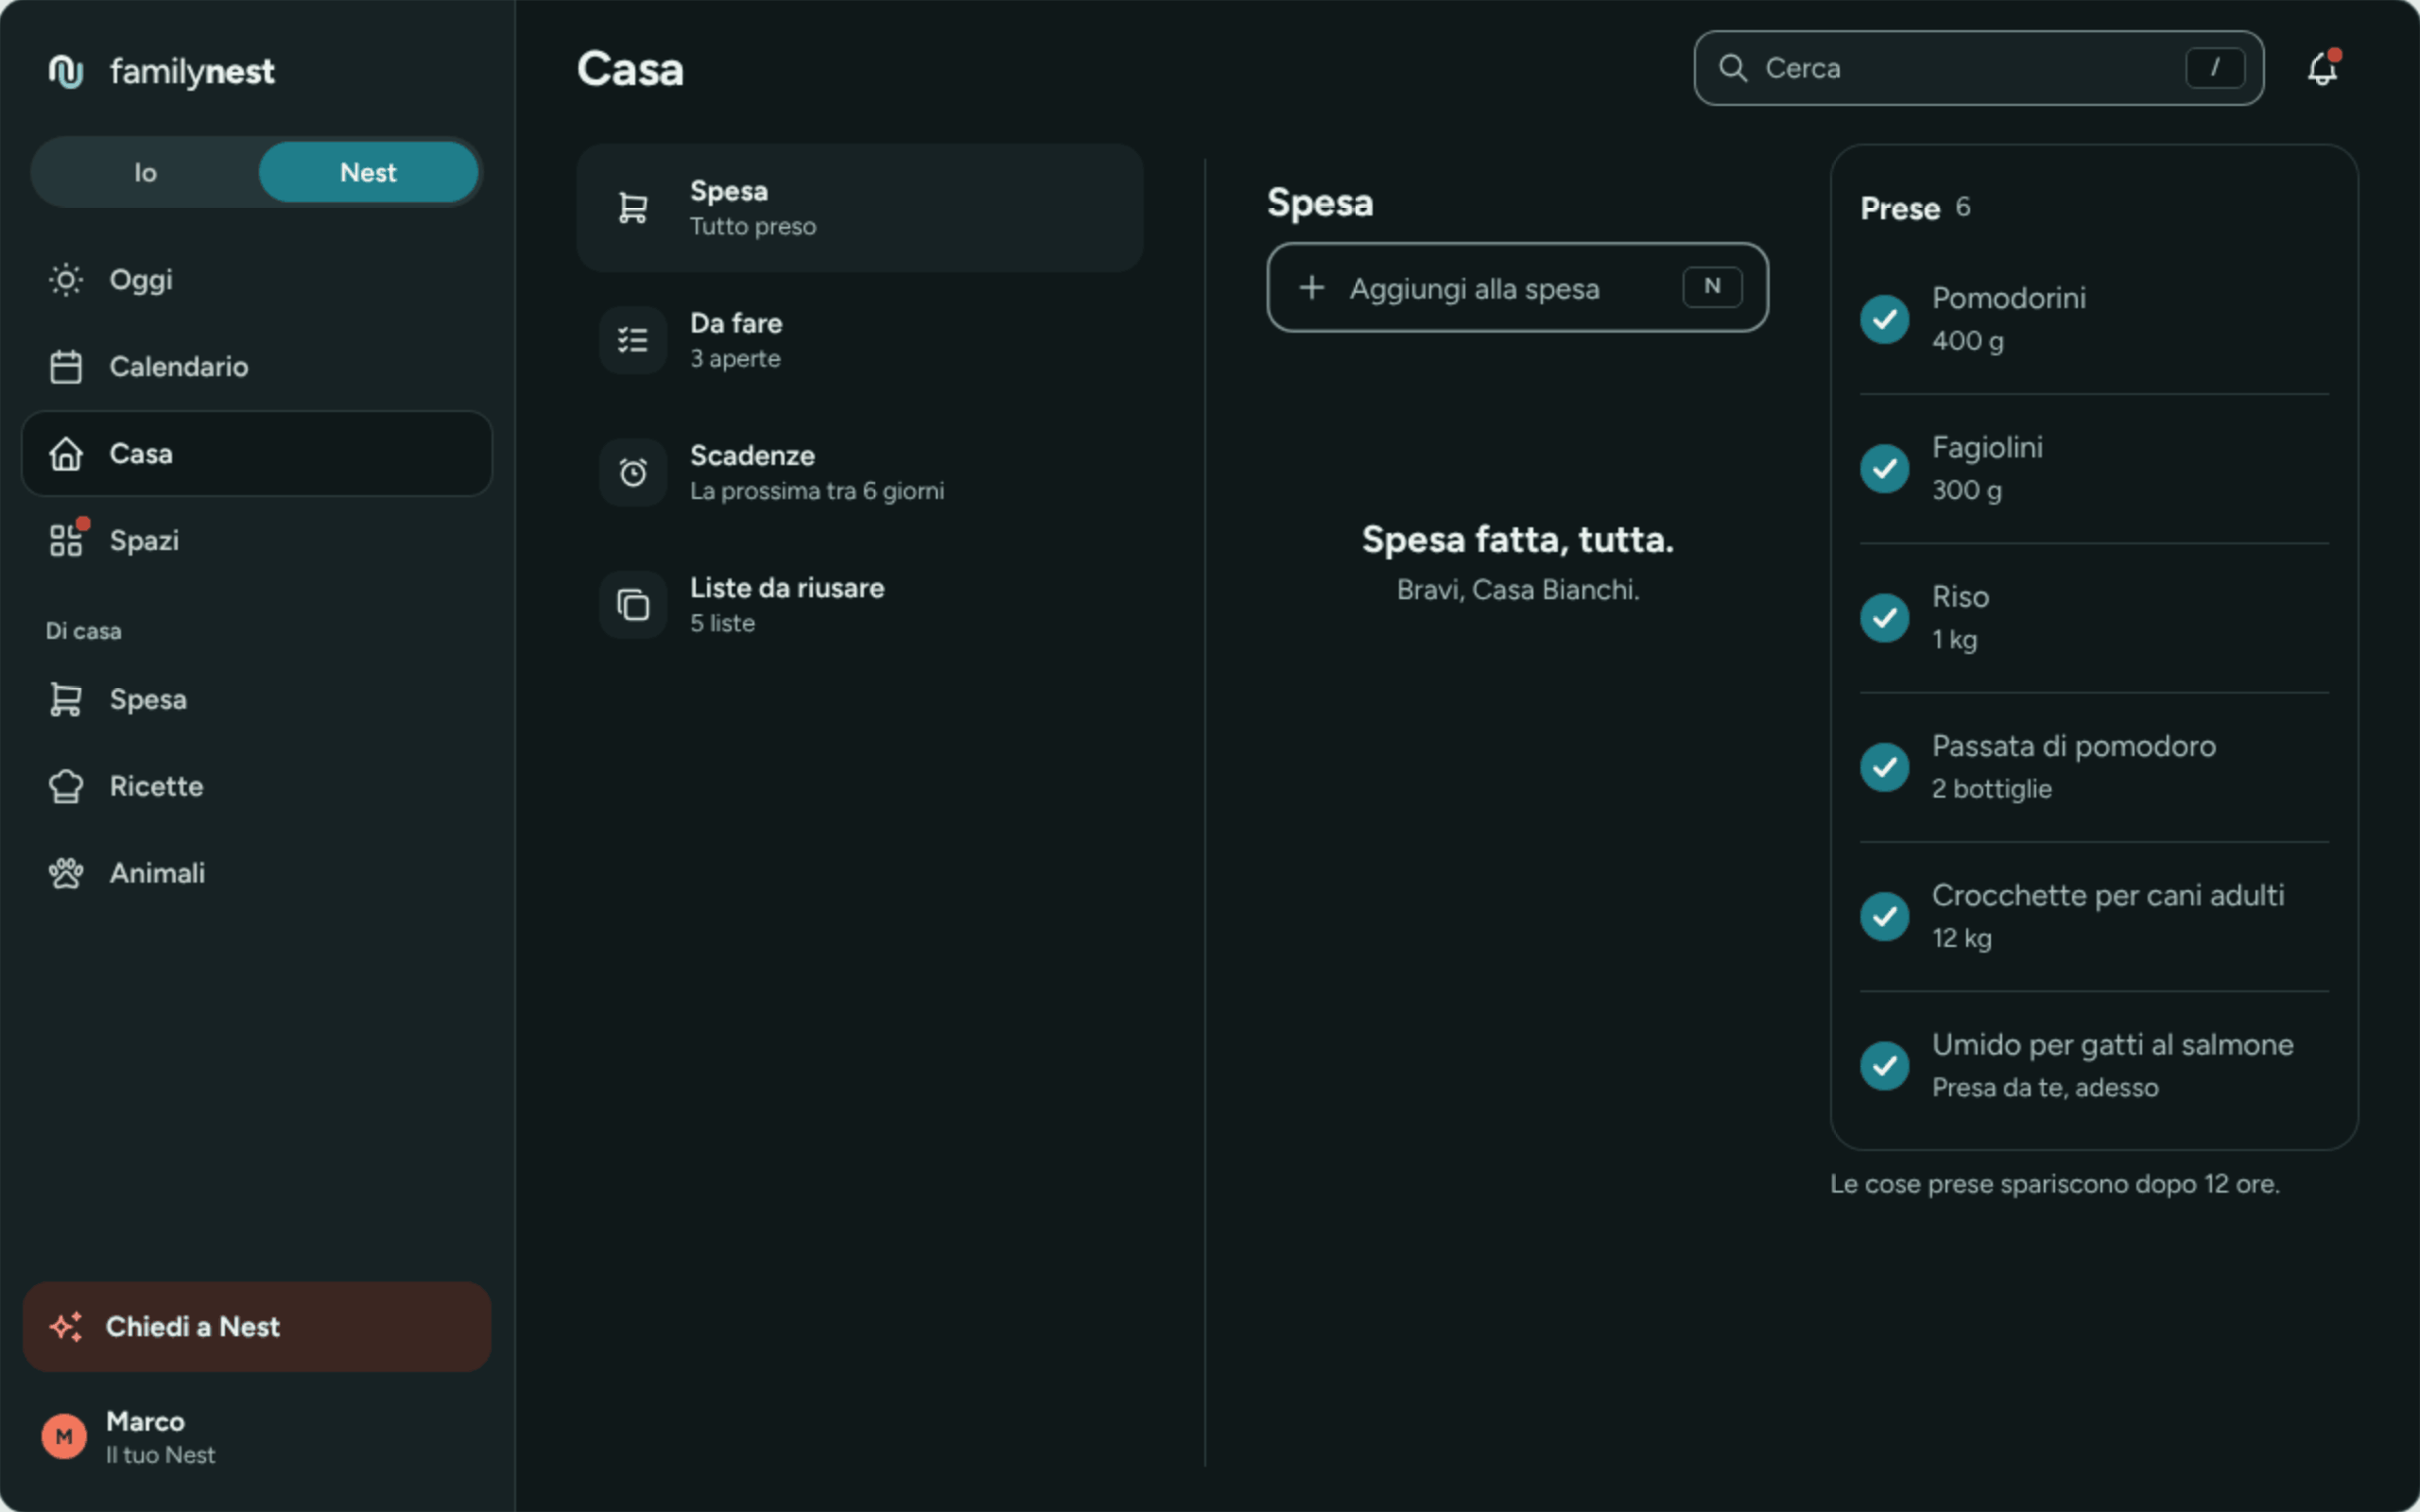 familynest
Io
Nest
Oggi
Calendario
Casa
Spazi
Di casa
Spesa
Ricette
Animali
Chiedi a Nest
M
Marco
Il tuo Nest
Casa
Cerca
/
Spesa
Tutto preso
Da fare
3 aperte
Scadenze
La prossima tra 6 giorni
Liste da riusare
5 liste
Spesa
Aggiungi alla spesa
N
Spesa fatta, tutta.
Bravi, Casa Bianchi.
Prese 6
Pomodorini
400 g
Fagiolini
300 g
Riso
1 kg
Passata di pomodoro
2 bottiglie
Crocchette per cani adulti
12 kg
Umido per gatti al salmone
Presa da te, adesso
Le cose prese spariscono dopo 12 ore.